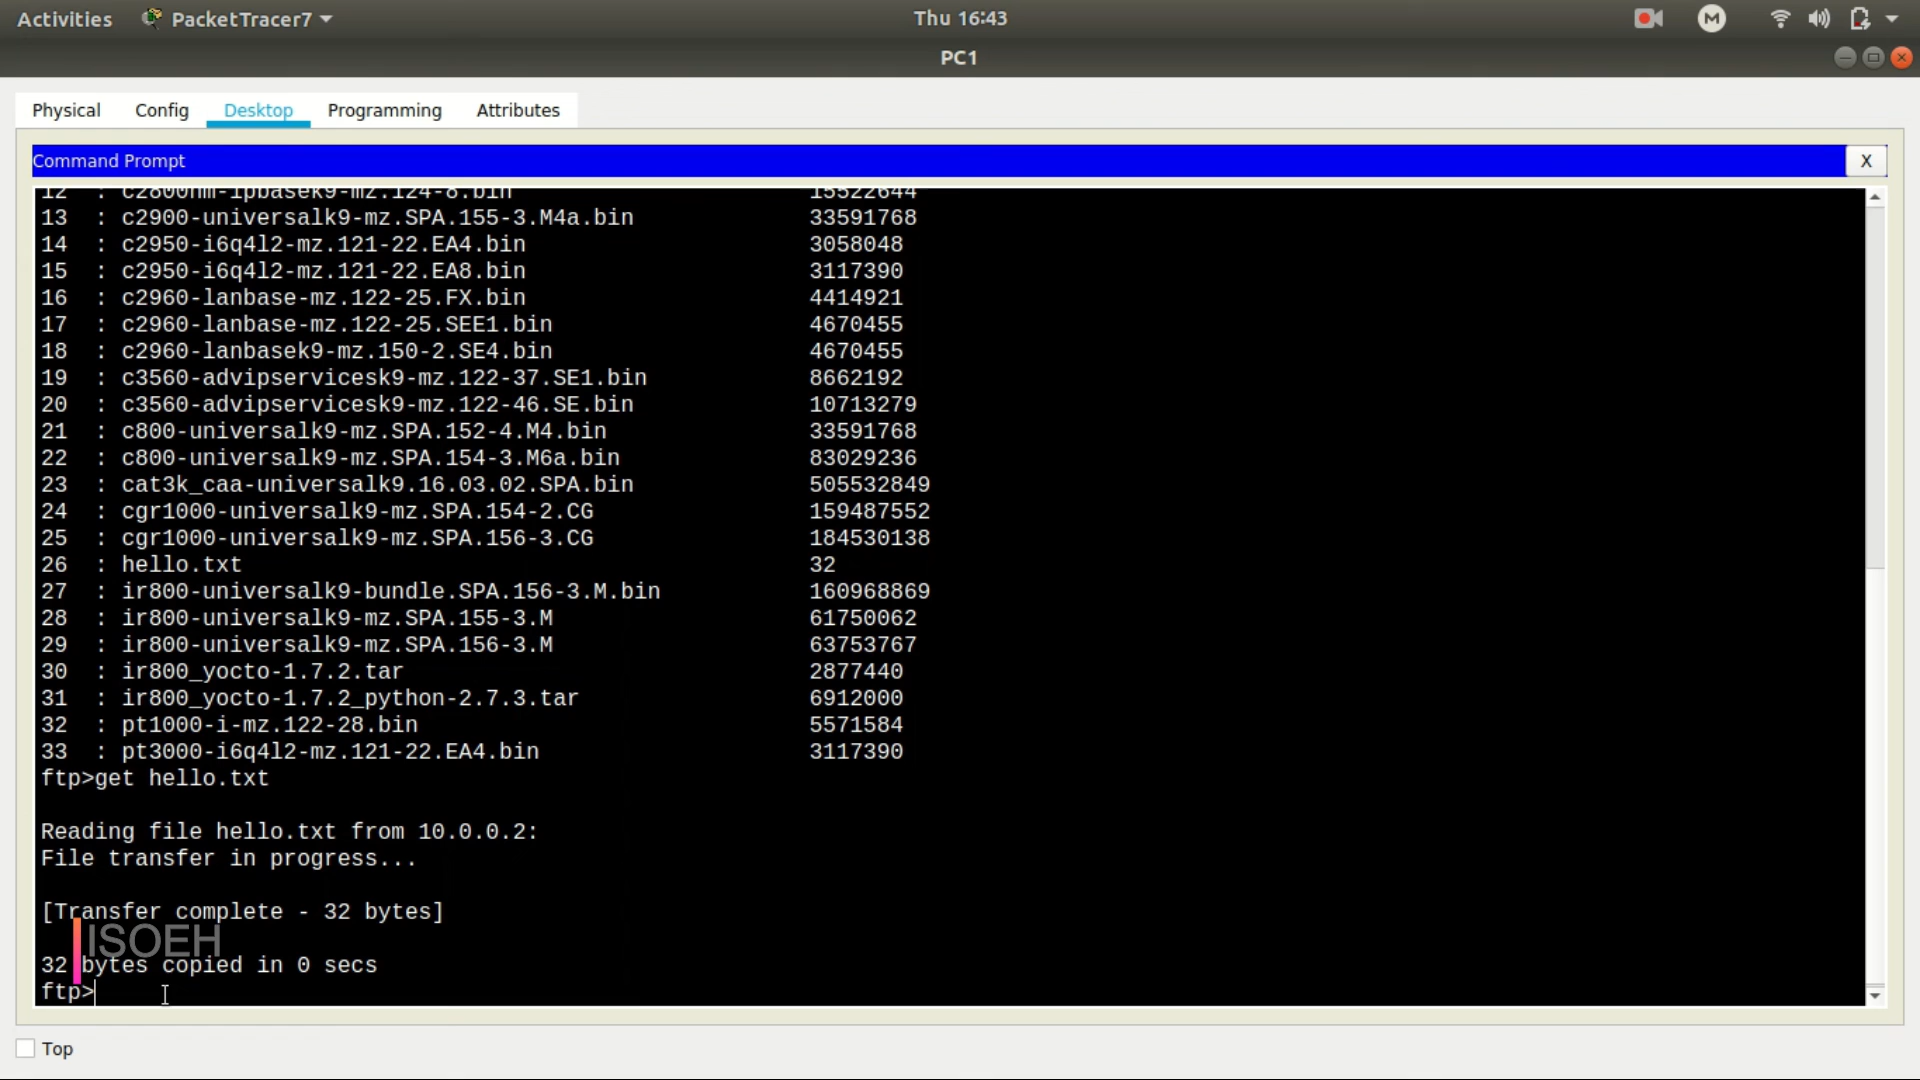 Activities PacketTracer7 Thu 16:43
PC1
Physical Config Desktop Programming Attributes
Command Prompt X
12 : c2800nm-ipbasek9-mz.124-8.bin 15522644
13 : c2900-universalk9-mz.SPA.155-3.M4a.bin 33591768
14 : c2950-i6q4l2-mz.121-22.EA4.bin 3058048
15 : c2950-i6q4l2-mz.121-22.EA8.bin 3117390
16 : c2960-lanbase-mz.122-25.FX.bin 4414921
17 : c2960-lanbase-mz.122-25.SEE1.bin 4670455
18 : c2960-lanbasek9-mz.150-2.SE4.bin 4670455
19 : c3560-advipservicesk9-mz.122-37.SE1.bin 8662192
20 : c3560-advipservicesk9-mz.122-46.SE.bin 10713279
21 : c800-universalk9-mz.SPA.152-4.M4.bin 33591768
22 : c800-universalk9-mz.SPA.154-3.M6a.bin 83029236
23 : cat3k_caa-universalk9.16.03.02.SPA.bin 505532849
24 : cgr1000-universalk9-mz.SPA.154-2.CG 159487552
25 : cgr1000-universalk9-mz.SPA.156-3.CG 184530138
26 : hello.txt 32
27 : ir800-universalk9-bundle.SPA.156-3.M.bin 160968869
28 : ir800-universalk9-mz.SPA.155-3.M 61750062
29 : ir800-universalk9-mz.SPA.156-3.M 63753767
30 : ir800_yocto-1.7.2.tar 2877440
31 : ir800_yocto-1.7.2_python-2.7.3.tar 6912000
32 : pt1000-i-mz.122-28.bin 5571584
33 : pt3000-i6q4l2-mz.121-22.EA4.bin 3117390
ftp>get hello.txt
Reading file hello.txt from 10.0.0.2:
File transfer in progress...
[Transfer complete - 32 bytes]
ISOEH
32 bytes copied in 0 secs
ftp>
Top